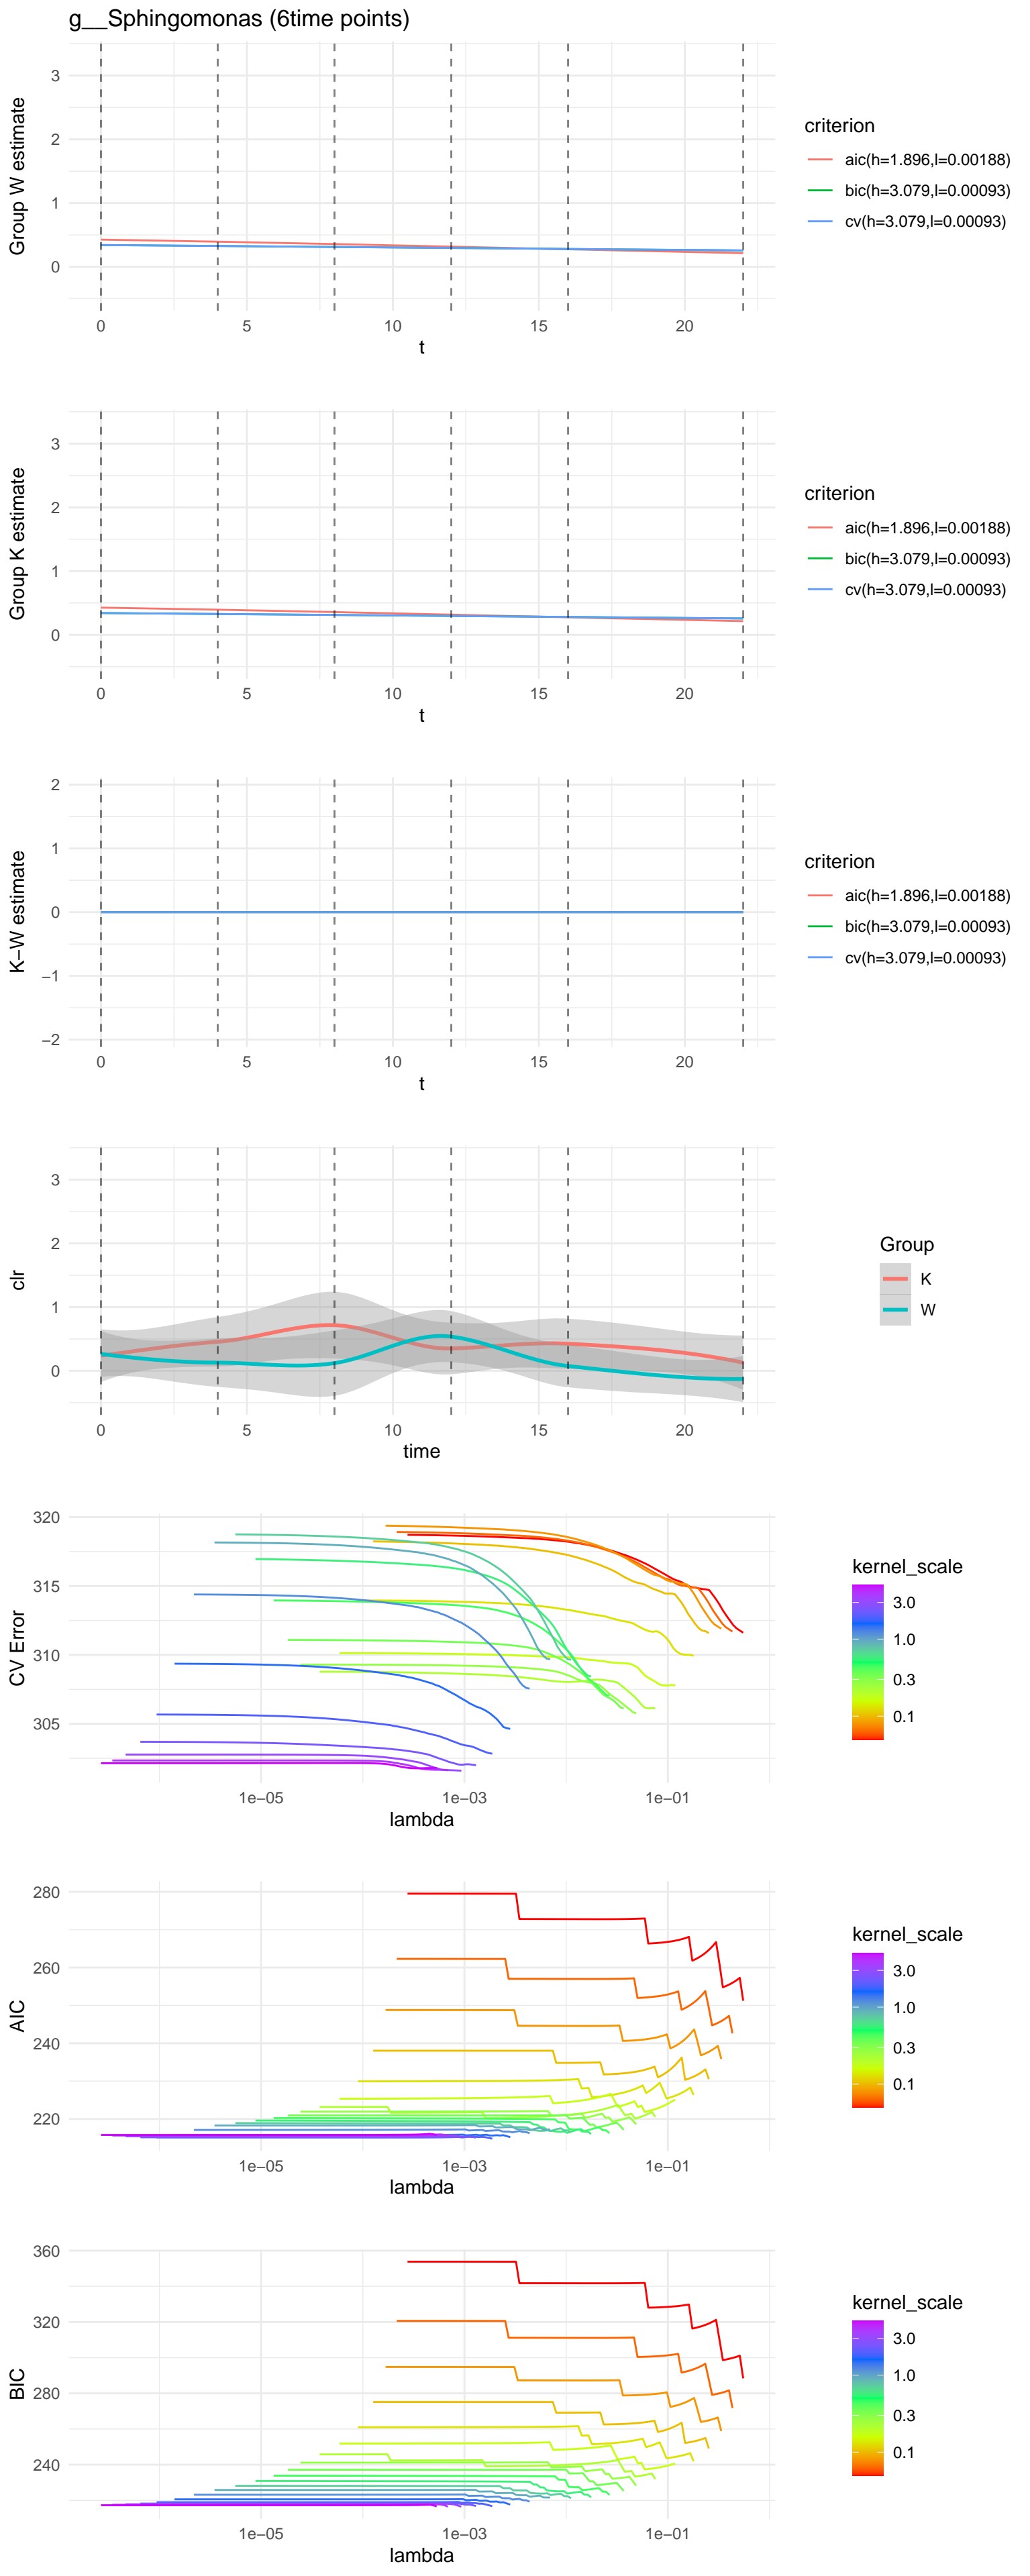 g__Sphingomonas (6time points)
Group W estimate
3
2
1
0
0
5
10
15
20
t
criterion
aic(h=1.896,l=0.00188)
bic(h=3.079,l=0.00093)
cv(h=3.079,l=0.00093)
Group K estimate
3
2
1
0
0
5
10
15
20
t
criterion
aic(h=1.896,l=0.00188)
bic(h=3.079,l=0.00093)
cv(h=3.079,l=0.00093)
K−W estimate
2
1
0
−1
−2
0
5
10
15
20
t
criterion
aic(h=1.896,l=0.00188)
bic(h=3.079,l=0.00093)
cv(h=3.079,l=0.00093)
clr
3
2
1
0
0
5
10
15
20
time
Group
K
W
CV Error
320
315
310
305
1e−05
1e−03
1e−01
lambda
kernel_scale
3.0
1.0
0.3
0.1
AIC
280
260
240
220
1e−05
1e−03
1e−01
lambda
kernel_scale
3.0
1.0
0.3
0.1
BIC
360
320
280
240
1e−05
1e−03
1e−01
lambda
kernel_scale
3.0
1.0
0.3
0.1